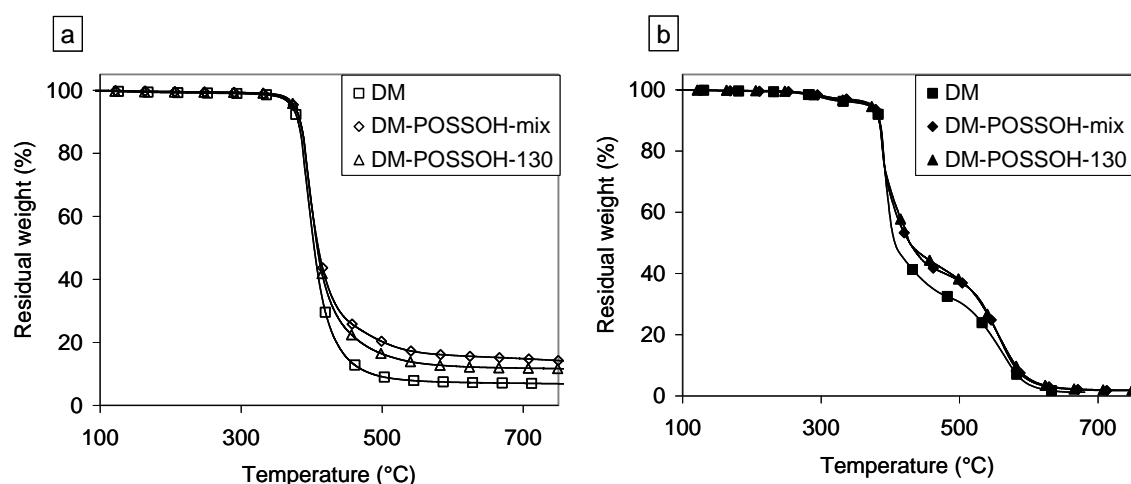 a
100
80
60
40
20
0
Residual weight (%)
100 300 500 700
Temperature (°C)
DM
DM-POSSOH-mix
DM-POSSOH-130
b
100
80
60
40
20
0
Residual weight (%)
100 300 500 700
Temperature (°C)
DM
DM-POSSOH-mix
DM-POSSOH-130